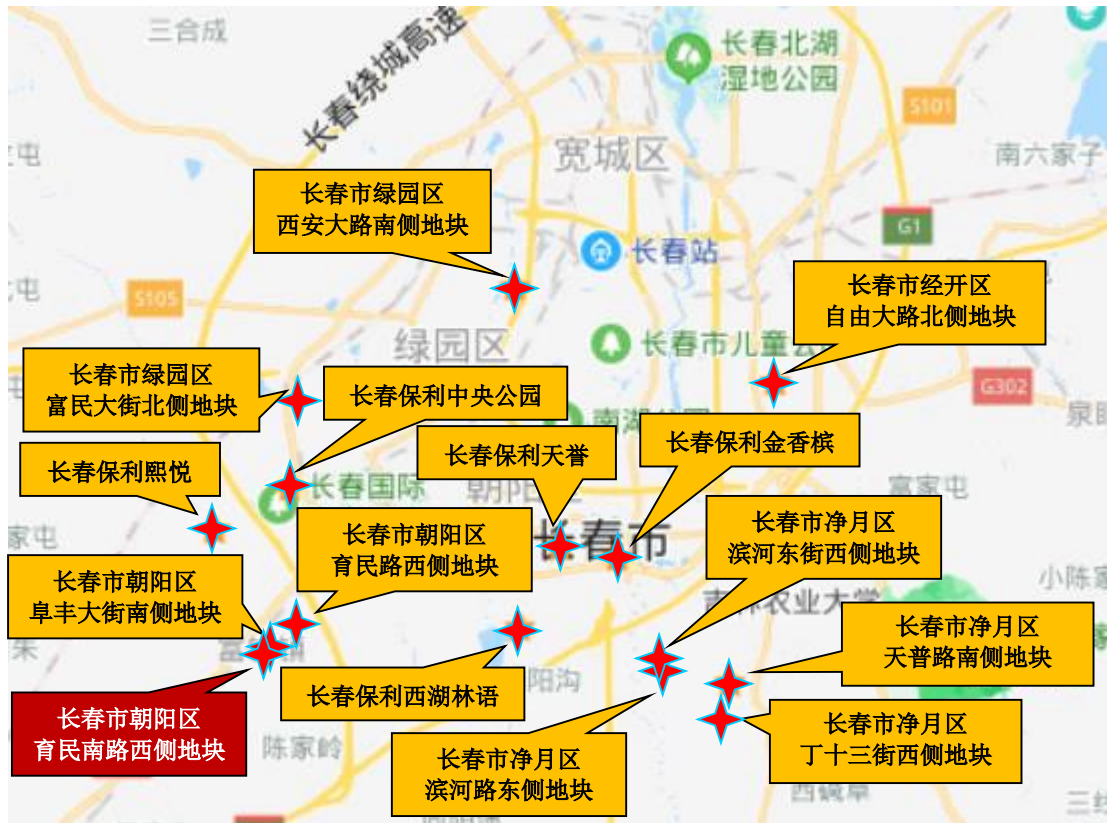 三合成
长春绕城高速
长春北湖
湿地公园
S101
宽城区
南六家子
长春市绿园区
西安大路南侧地块
G1
长春站
S105
长春市经开区
自由大路北侧地块
绿园区
长春市儿童公
长春市绿园区
富民大街北侧地块
长春保利中央公园
G302
南湖公园
长春保利天誉
长春保利金香槟
长春保利熙悦
长春国际
朝阳区
富家屯
长春市
长春市朝阳区
育民路西侧地块
长春市净月区
滨河东街西侧地块
家屯
长春市朝阳区
阜丰大街南侧地块
小陈家
吉林农业大学
长春市净月区
天普路南侧地块
长春保利西湖林语
阳沟
长春市朝阳区
育民南路西侧地块
陈家岭
长春市净月区
滨河路东侧地块
长春市净月区
丁十三街西侧地块